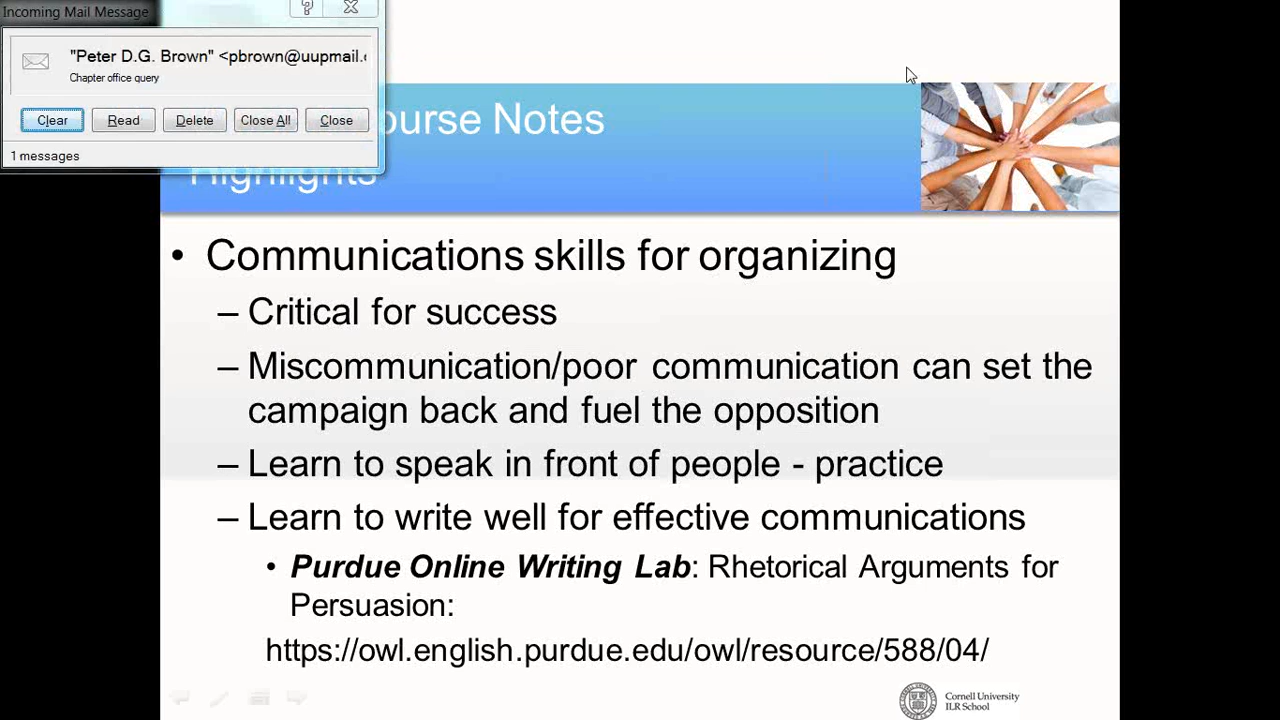 Incoming Mail Message
"Peter D.G. Brown" <pbrown@uupmail.
Chapter office query
Clear Read Delete Close All Close
1 messages
ourse Notes
Highlights
• Communications skills for organizing
– Critical for success
– Miscommunication/poor communication can set the
campaign back and fuel the opposition
– Learn to speak in front of people - practice
– Learn to write well for effective communications
• Purdue Online Writing Lab: Rhetorical Arguments for
Persuasion:
https://owl.english.purdue.edu/owl/resource/588/04/
Cornell University
ILR School